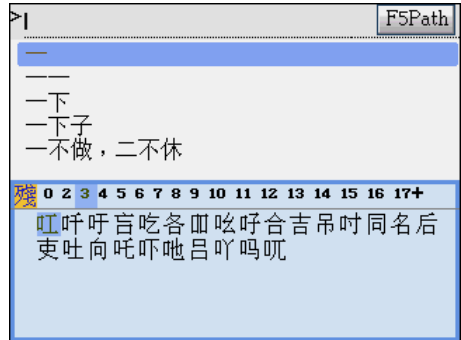 >
F5Path
一
一一
一下
一下子
一不做，二不休
殘 0 2 3 4 5 6 7 8 9 10 11 12 13 14 15 16 17+
叿吀吁吂吃各吅吆吇合吉吊吋同名后
吏吐向吒吓吔吕吖吗呒